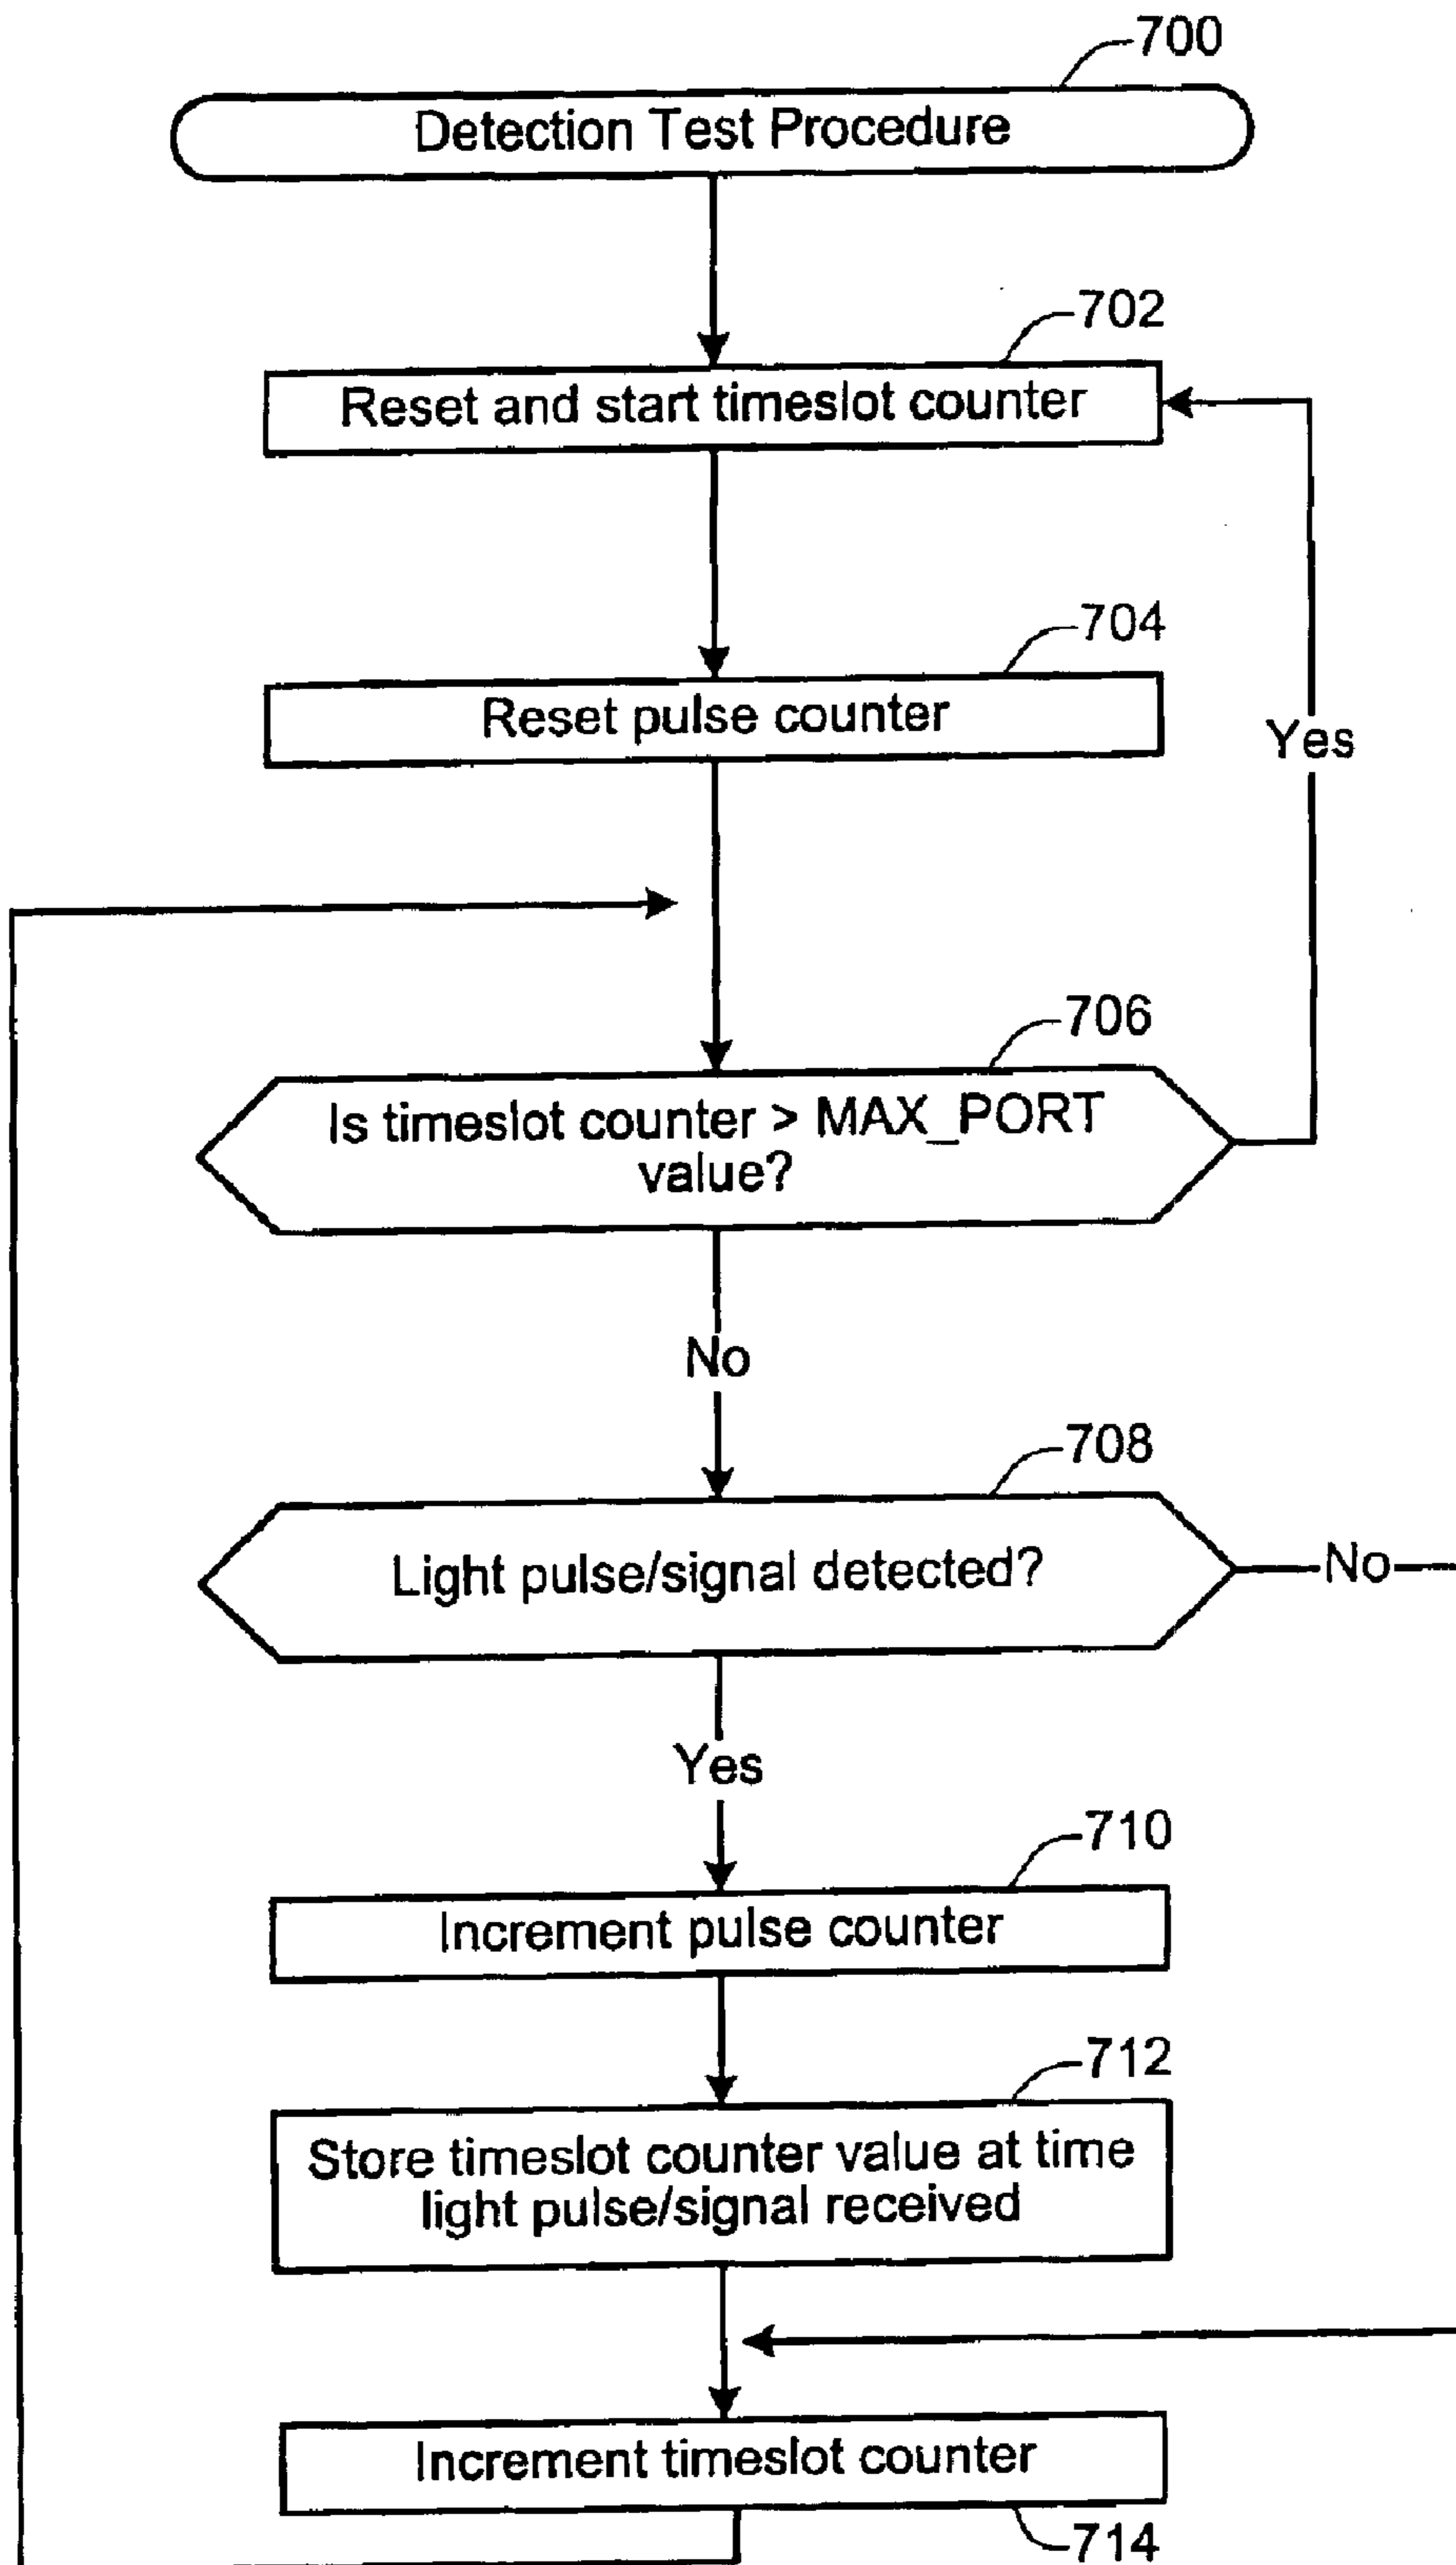 700
Detection Test Procedure
702
Reset and start timeslot counter
704
Reset pulse counter
Yes
706
Is timeslot counter > MAX_PORT
value?
No
708
Light pulse/signal detected?
No
Yes
710
Increment pulse counter
712
Store timeslot counter value at time
light pulse/signal received
Increment timeslot counter
714